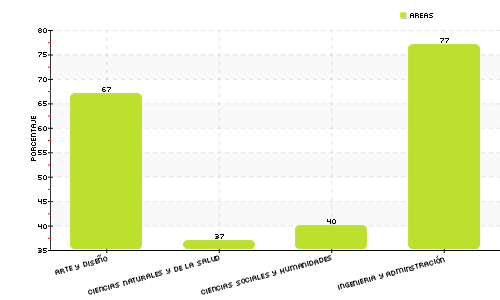 AREAS
80
75
70
65
60
55
50
45
40
35
PORCENTAJE
67
37
40
77
ARTE Y DISEÑO
CIENCIAS NATURALES Y DE LA SALUD
CIENCIAS SOCIALES Y HUMANIDADES
INGENIERIA Y ADMINSTRACIÓN